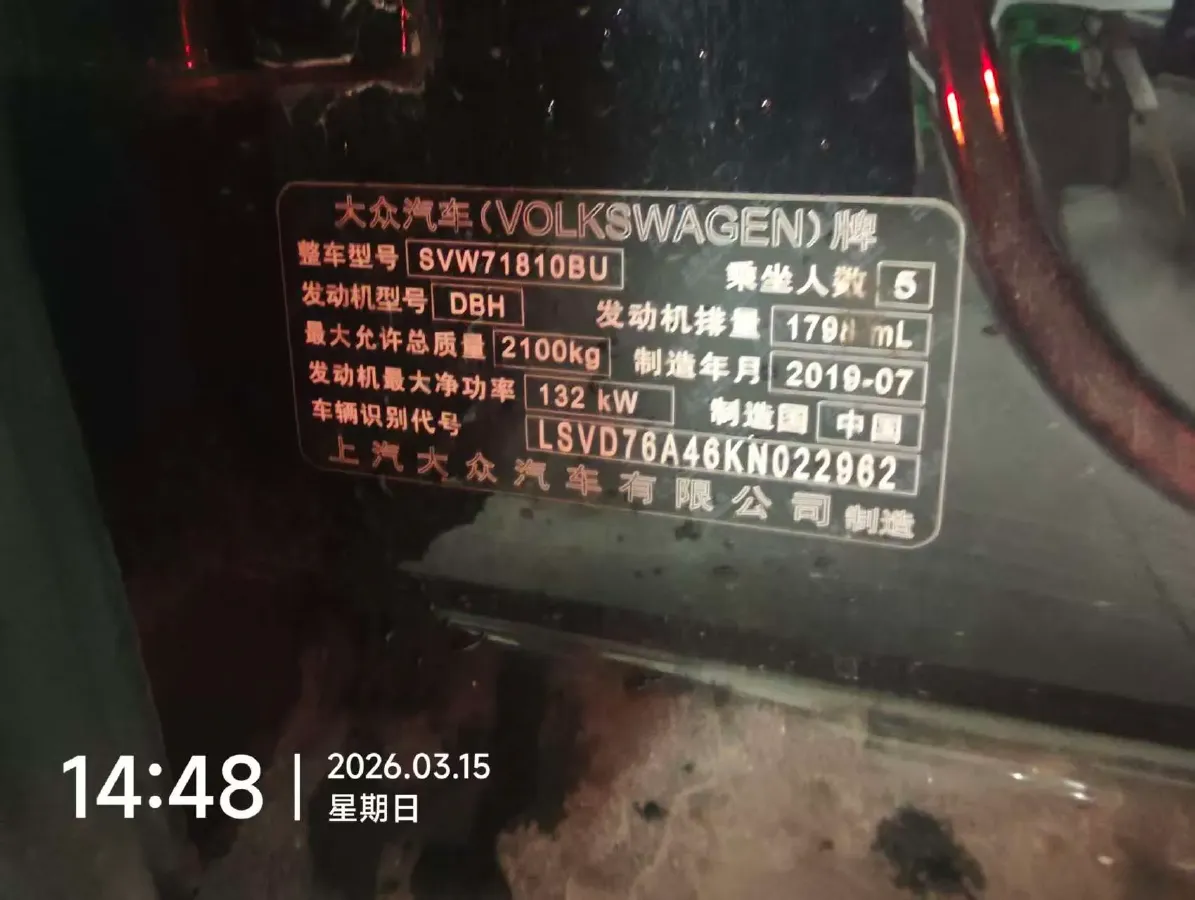 大众汽车(VOLKSWAGEN)牌
整车型号 SVW71810BU 乘坐人数 5
发动机型号 DBH 发动机排量 1798 mL
最大允许总质量 2100kg 制造年月 2019-07
发动机最大净功率 132 kW 制造国 中国
车辆识别代号 LSVD76A46KN022962
上汽大众汽车有限公司 制造
14:48
2026.03.15
星期日